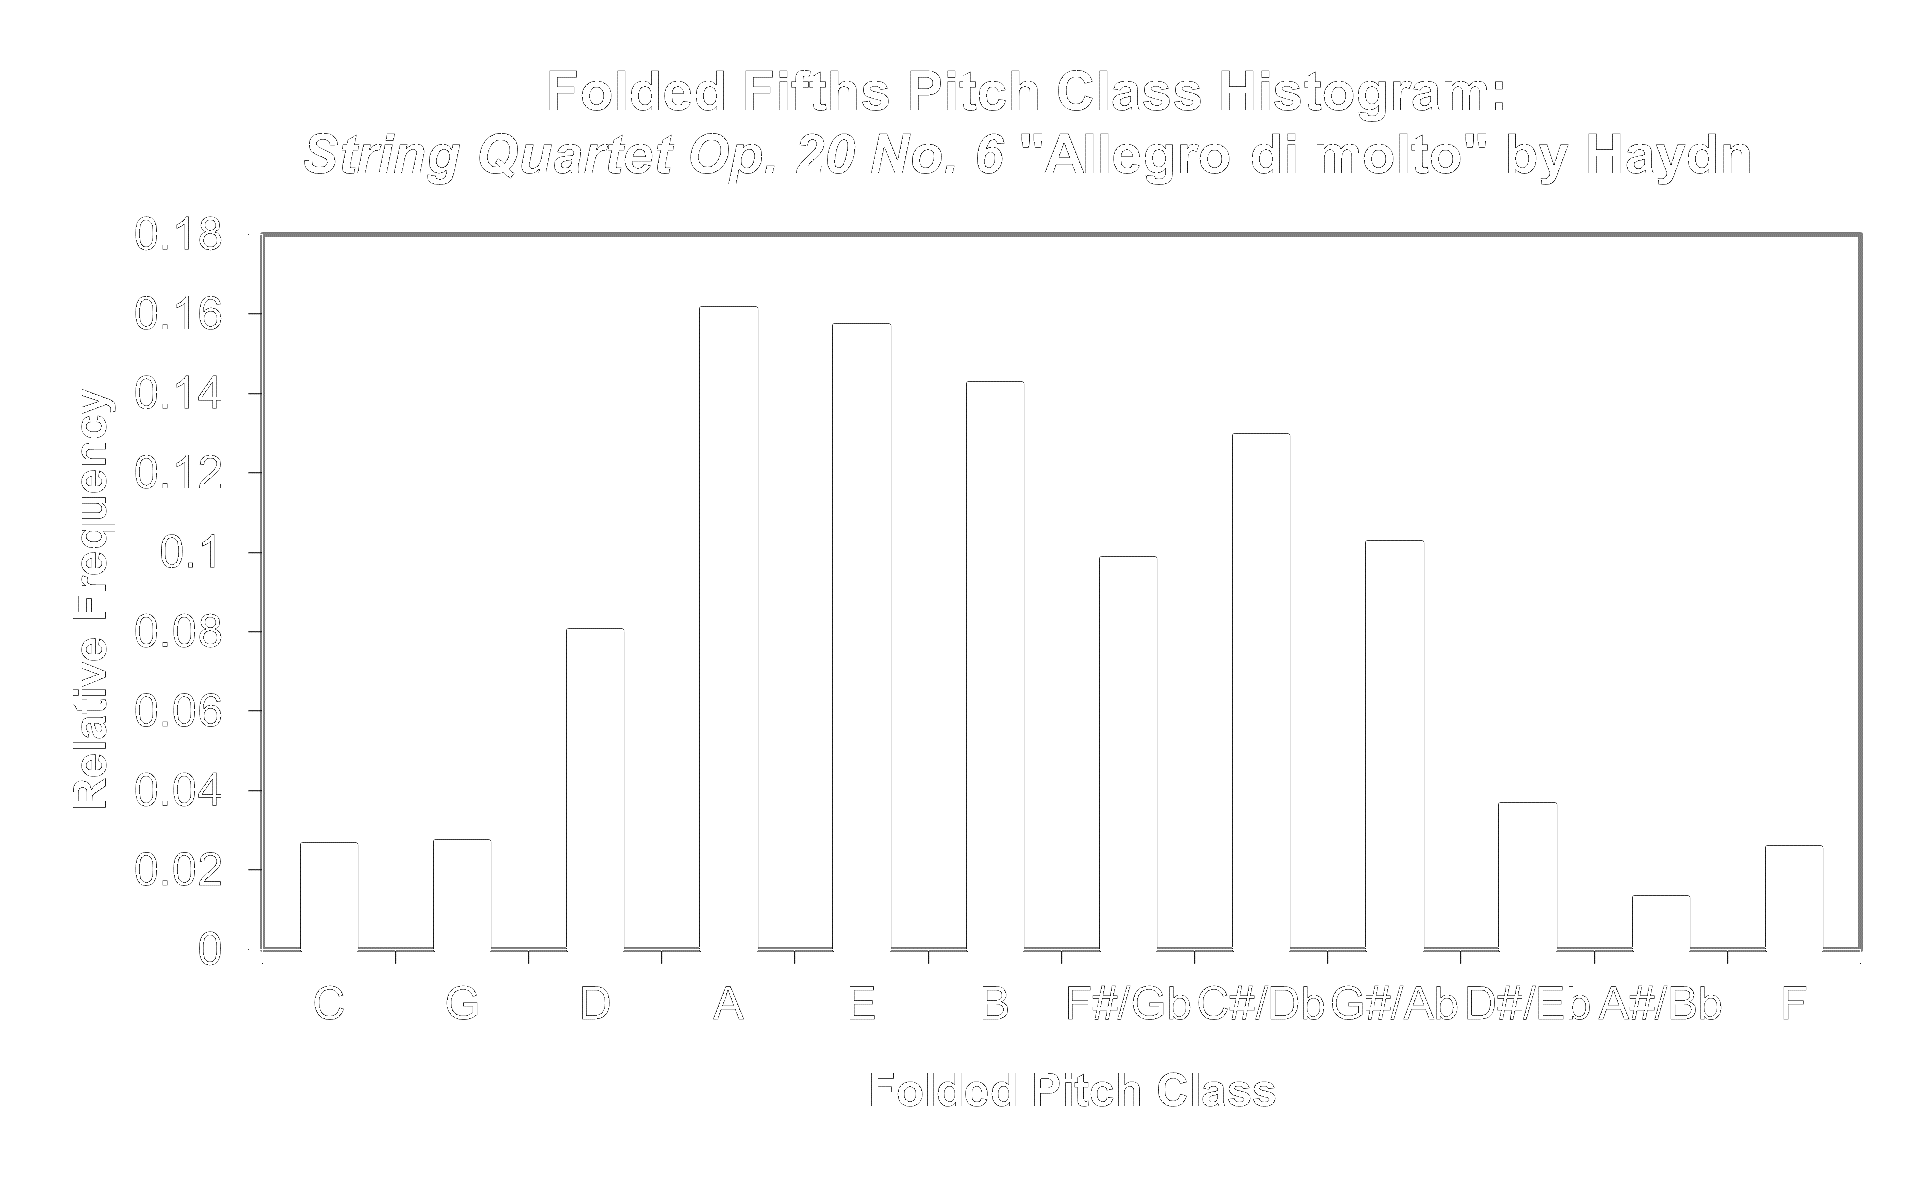 Folded Fifths Pitch Class Histogram:
String Quartet Op. 20 No. 6 "Allegro di molto" by Haydn
0.18
0.16
0.14
0.12
0.1
0.08
0.06
0.04
0.02
0
Relative Frequency
C G D A E B F#/Gb C#/Db G#/Ab D#/Eb A#/Bb F
Folded Pitch Class